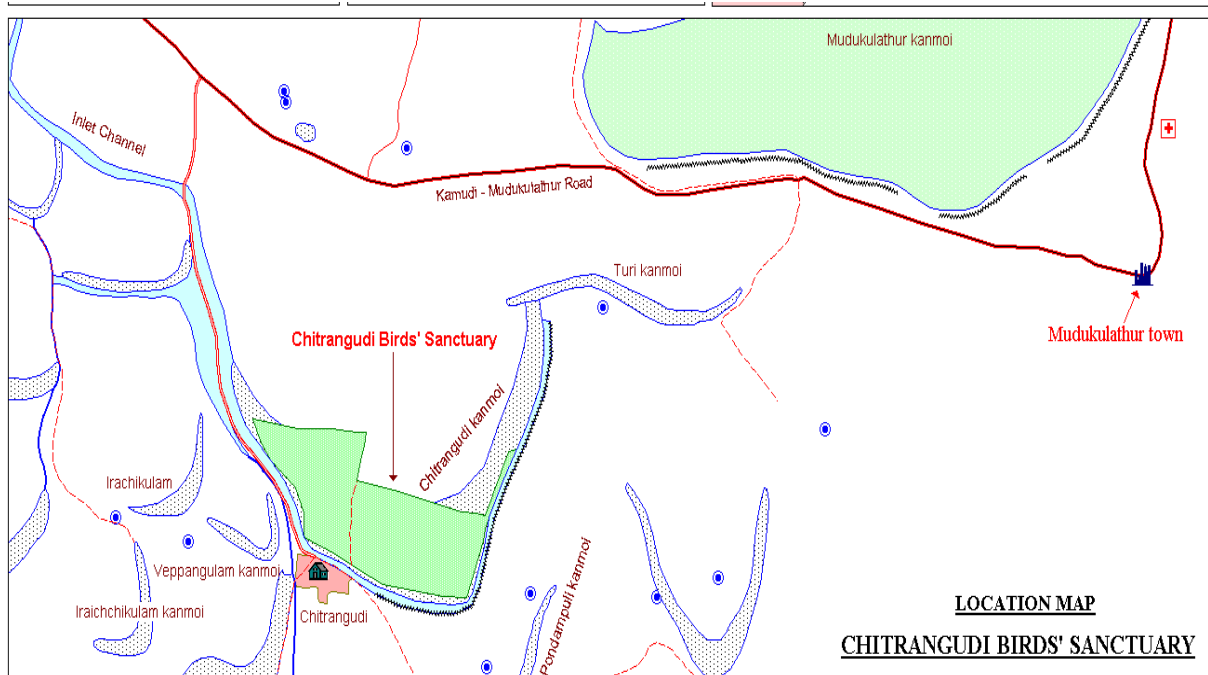 Mudukulathur kanmoi
Inlet Channel
Kamudi - Mudukulathur Road
Turi kanmoi
Mudukulathur town
Chitrangudi Birds' Sanctuary
Chitrangudi kanmoi
Irachikulam
Veppangulam kanmoi
Iraichchikulam kanmoi
Chitrangudi
Pondampuli kanmoi
LOCATION MAP
CHITRANGUDI BIRDS' SANCTUARY